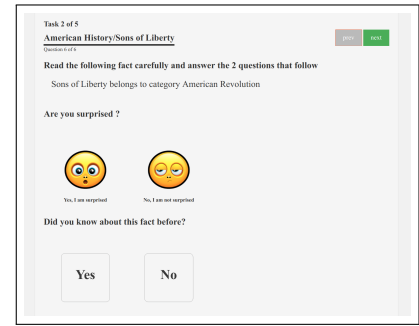 Task 2 of 5
American History/Sons of Liberty
prev next
Question 6 of 6
Read the following fact carefully and answer the 2 questions that follow
Sons of Liberty belongs to category American Revolution
Are you surprised ?
Yes, I am surprised No, I am not surprised
Did you know about this fact before?
Yes No